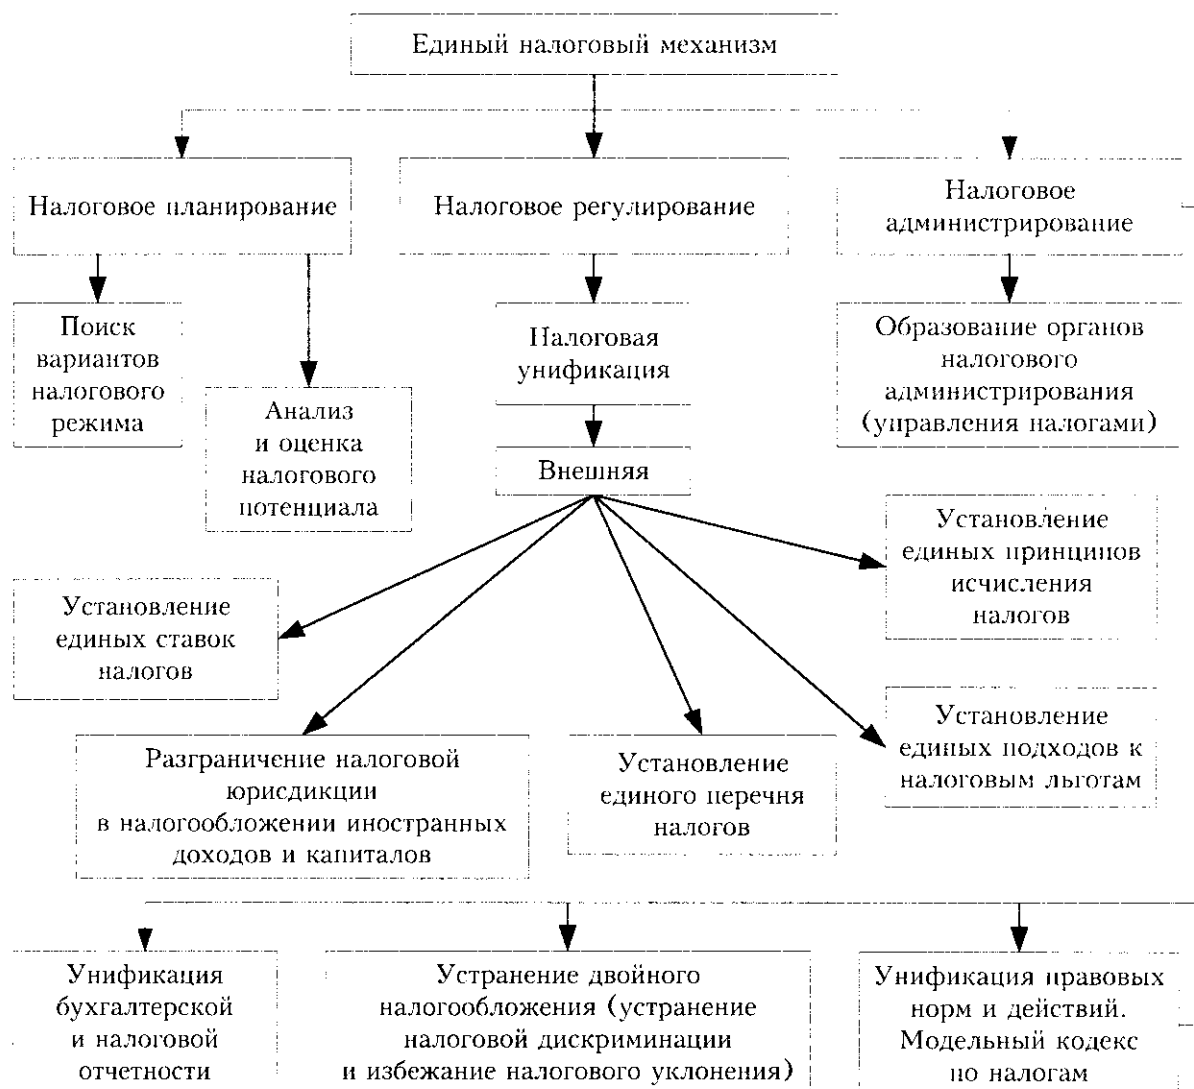 Единый налоговый механизм
Налоговое планирование
Налоговое регулирование
Налоговое
администрирование
Поиск
вариантов
налогового
режима
Анализ
и оценка
налогового
потенциала
Налоговая
унификация
Образование органов
налогового
администрирования
(управления налогами)
Внешняя
Установление
единых принципов
исчисления
налогов
Установление
единых ставок
налогов
Установление
единых подходов к
налоговым льготам
Разграничение налоговой
юрисдикции
в налогообложении иностранных
доходов и капиталов
Установление
единого перечня
налогов
Унификация
бухгалтерской
и налоговой
отчетности
Устранение двойного
налогообложения (устранение
налоговой дискриминации
и избежание налогового уклонения)
Унификация правовых
норм и действий.
Модельный кодекс
по налогам